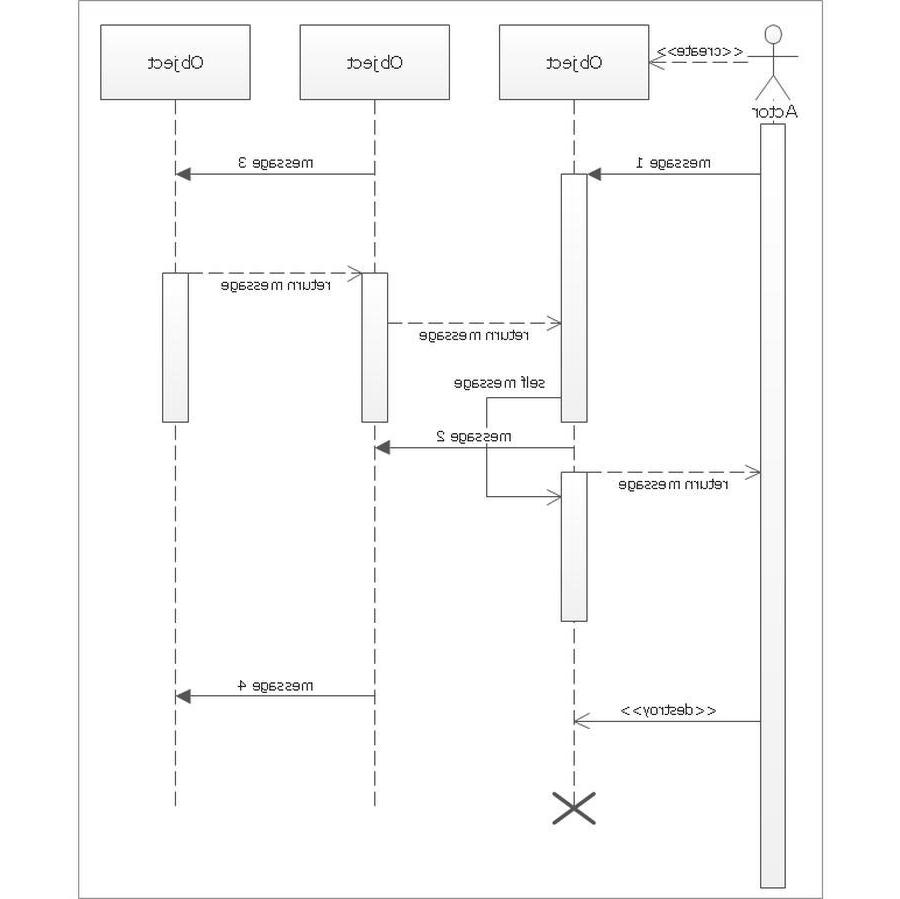 <<create>>
Object
Object
Object
Actor
message 1
message 3
return message
return message
self message
message 2
return message
message 4
<<destroy>>